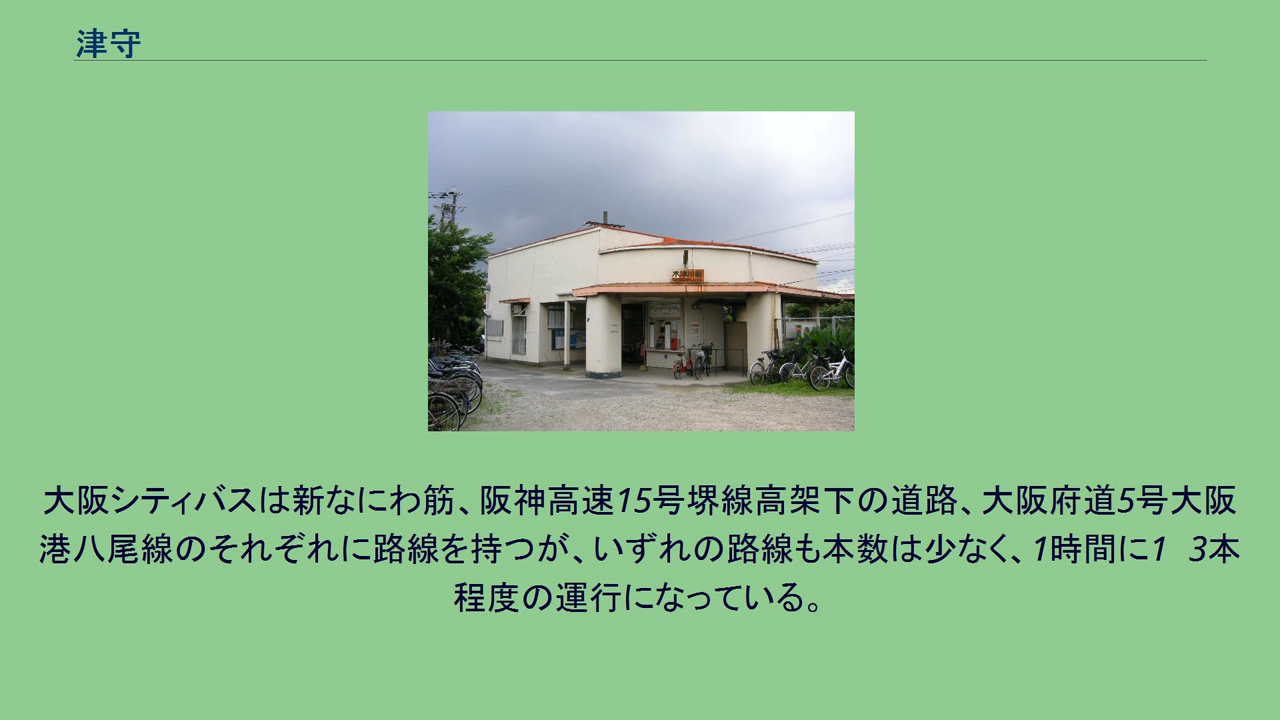 津守
木津川駅
大阪シティバスは新なにわ筋、阪神高速15号堺線高架下の道路、大阪府道5号大阪
港八尾線のそれぞれに路線を持つが、いずれの路線も本数は少なく、1時間に1 3本
程度の運行になっている。